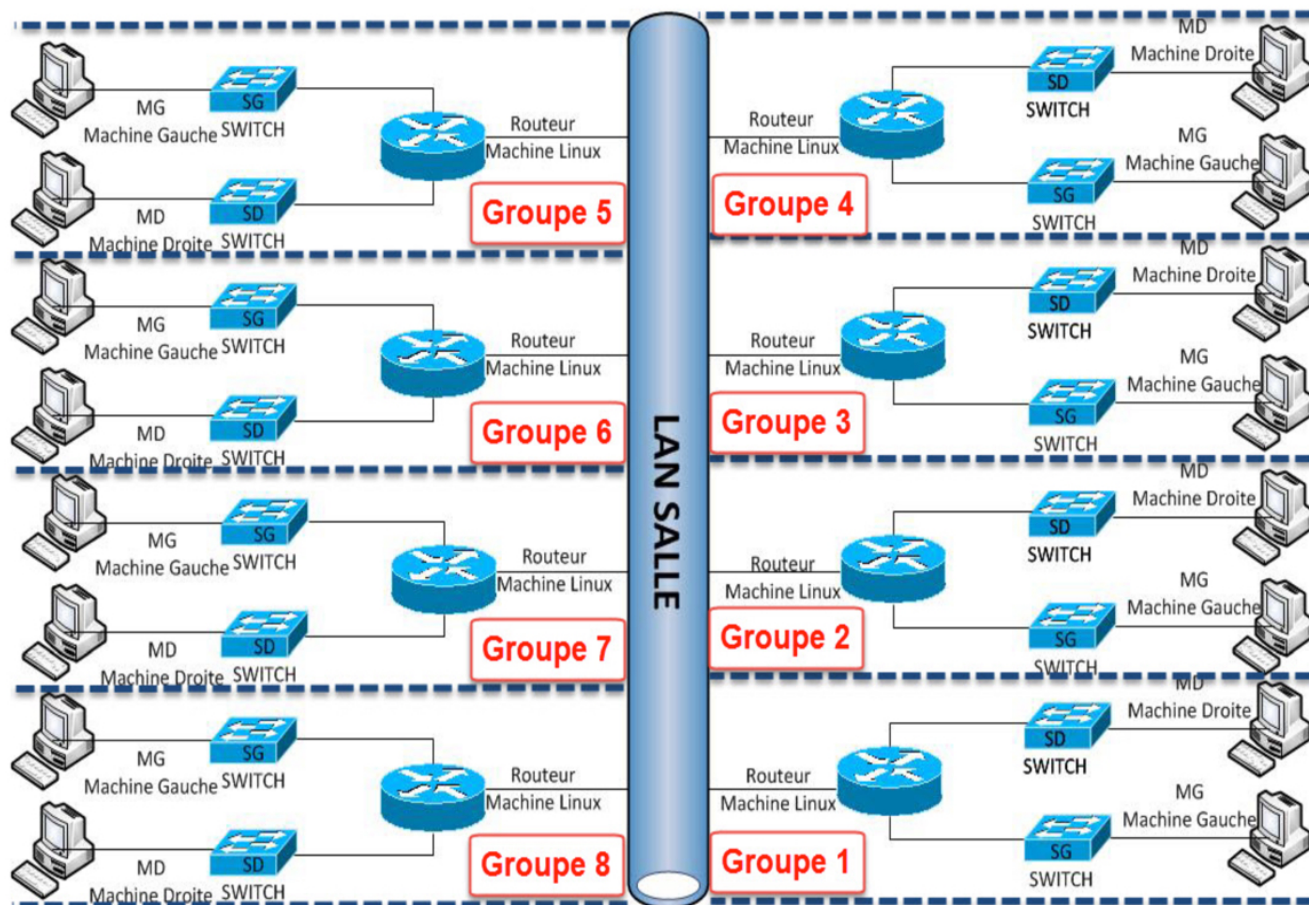 MG
Machine Gauche
SG
SWITCH
MD
Machine Droite
SD
SWITCH
Routeur
Machine Linux
Groupe 5
MG
Machine Gauche
SG
SWITCH
MD
Machine Droite
SD
SWITCH
Routeur
Machine Linux
Groupe 6
MG
Machine Gauche
SG
SWITCH
MD
Machine Droite
SD
SWITCH
Routeur
Machine Linux
Groupe 7
MG
Machine Gauche
SG
SWITCH
MD
Machine Droite
SD
SWITCH
Routeur
Machine Linux
Groupe 8
LAN SALLE
MD
Machine Droite
SD
SWITCH
MG
Machine Gauche
SG
SWITCH
Routeur
Machine Linux
Groupe 4
MD
Machine Droite
SD
SWITCH
MG
Machine Gauche
SG
SWITCH
Routeur
Machine Linux
Groupe 3
MD
Machine Droite
SD
SWITCH
MG
Machine Gauche
SG
SWITCH
Routeur
Machine Linux
Groupe 2
MD
Machine Droite
SD
SWITCH
MG
Machine Gauche
SG
SWITCH
Routeur
Machine Linux
Groupe 1